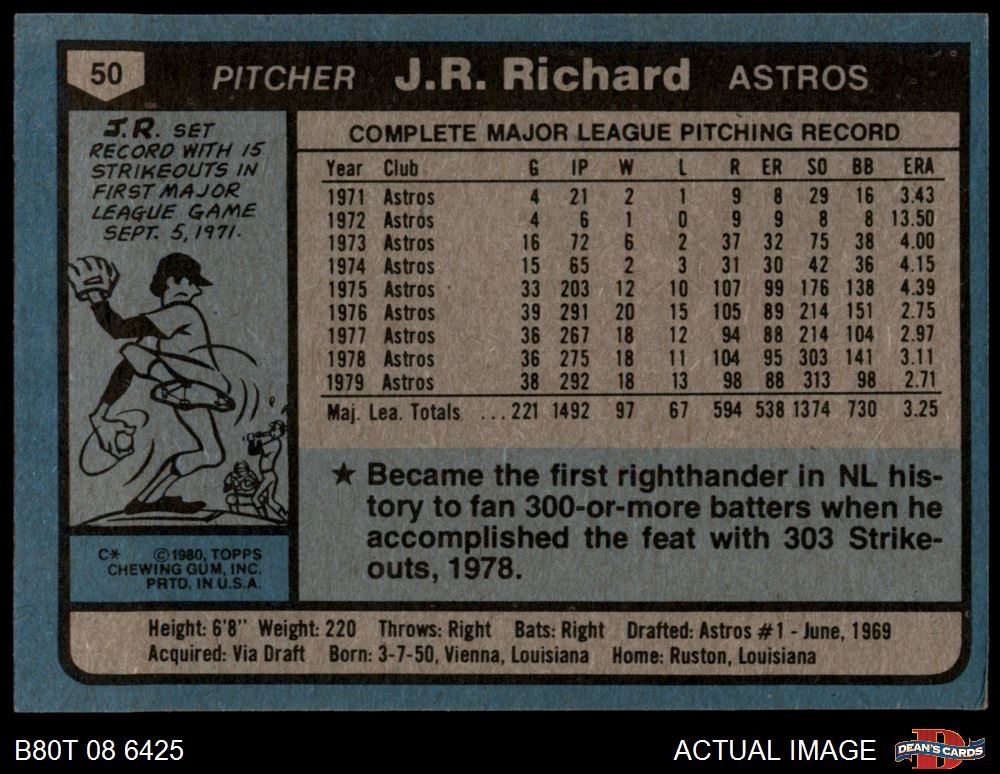 50 PITCHER J.R. Richard ASTROS
J.R. SET
RECORD WITH 15
STRIKEOUTS IN
FIRST MAJOR
LEAGUE GAME
SEPT. 5, 1971.
COMPLETE MAJOR LEAGUE PITCHING RECORD
Year Club G IP W L R ER SO BB ERA
1971 Astros 4 21 2 1 9 8 29 16 3.43
1972 Astros 4 6 1 0 9 9 8 8 13.50
1973 Astros 16 72 6 2 37 32 75 38 4.00
1974 Astros 15 65 2 3 31 30 42 36 4.15
1975 Astros 33 203 12 10 107 99 176 138 4.39
1976 Astros 39 291 20 15 105 89 214 151 2.75
1977 Astros 36 267 18 12 94 88 214 104 2.97
1978 Astros 36 275 18 11 104 95 303 141 3.11
1979 Astros 38 292 18 13 98 88 313 98 2.71
Maj. Lea. Totals ...221 1492 97 67 594 538 1374 730 3.25
★ Became the first righthander in NL his-
tory to fan 300-or-more batters when he
accomplished the feat with 303 Strike-
outs, 1978.
C* ©1980, TOPPS
CHEWING GUM, INC.
PRTD. IN U.S.A.
Height: 6'8" Weight: 220 Throws: Right Bats: Right Drafted: Astros #1 - June, 1969
Acquired: Via Draft Born: 3-7-50, Vienna, Louisiana Home: Ruston, Louisiana
B80T 08 6425 ACTUAL IMAGE DEAN'S CARDS